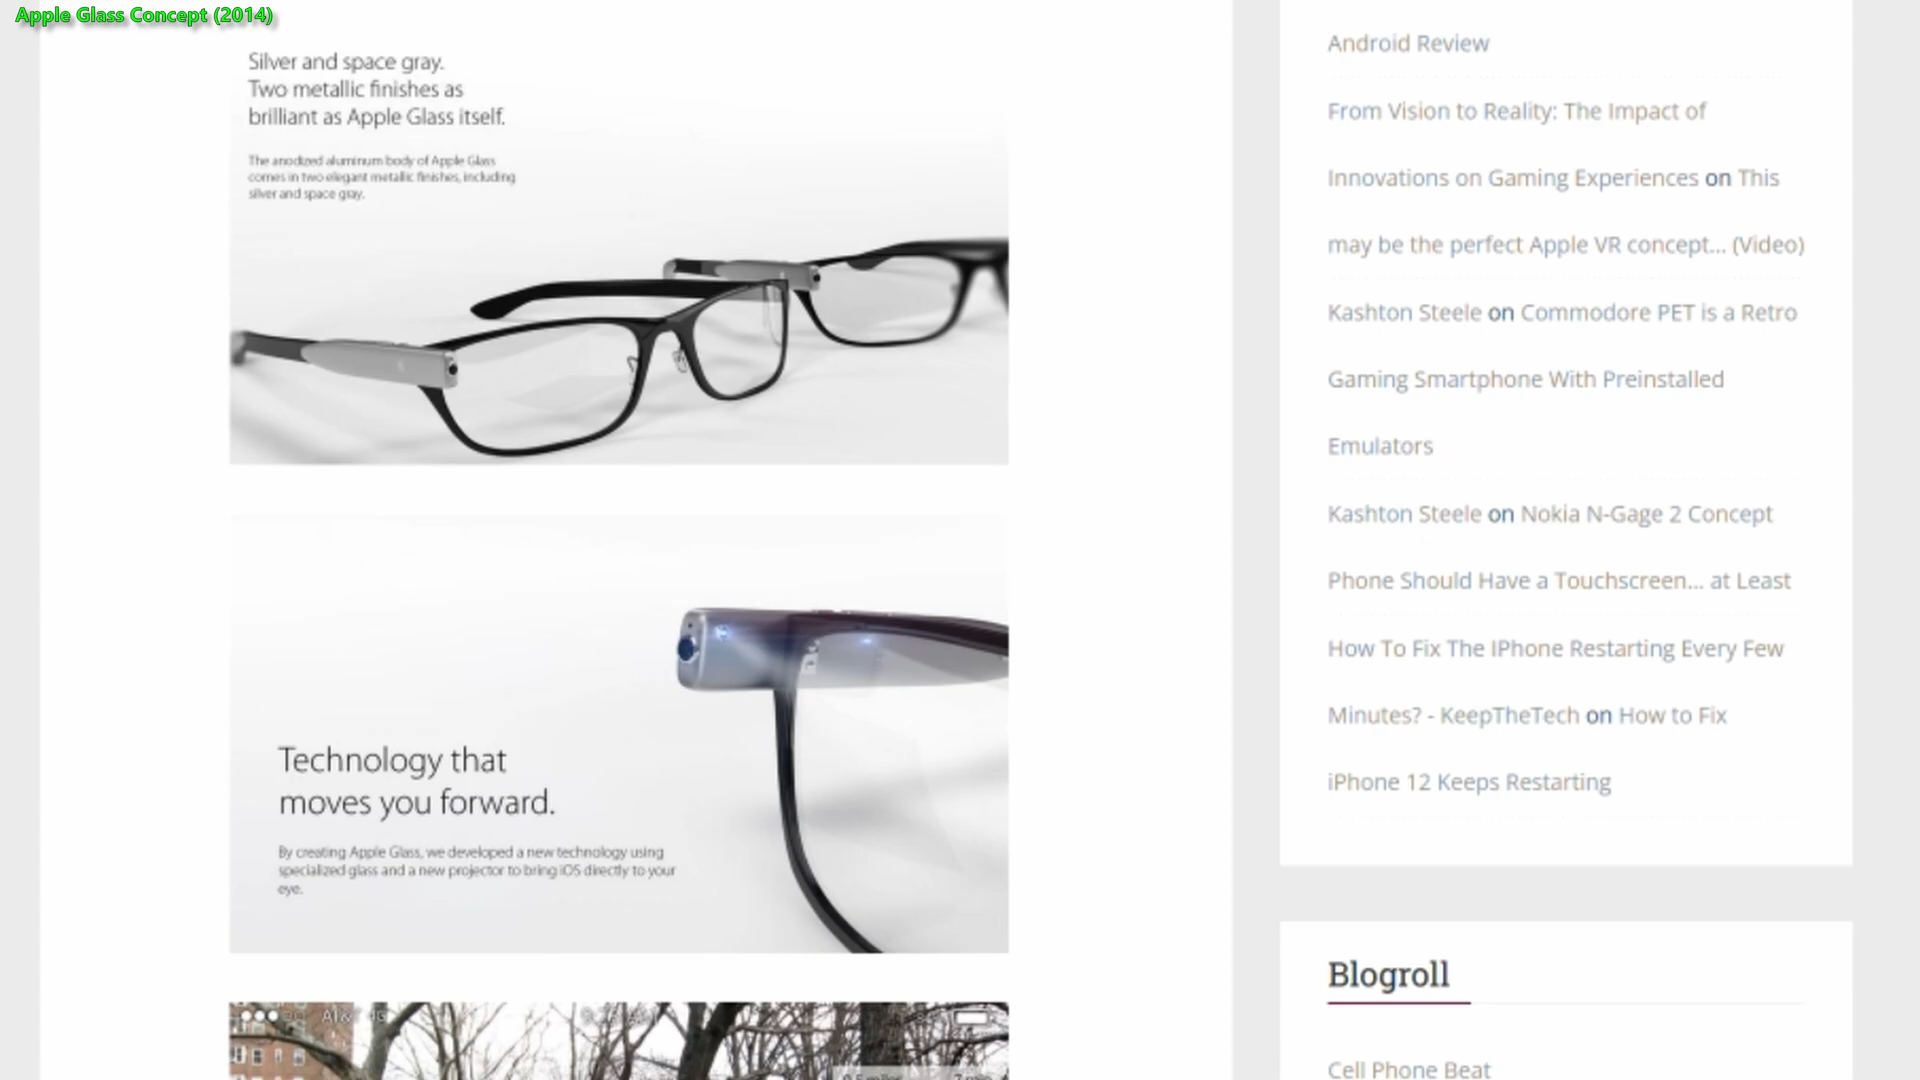 Apple Glass Concept (2014)
Silver and space gray.
Two metallic finishes as
brilliant as Apple Glass itself.
The anodized aluminum body of Apple Glass
comes in two elegant metallic finishes, including
silver and space gray.
Technology that
moves you forward.
By creating Apple Glass, we developed a new technology using
specialized glass and a new projector to bring iOS directly to your
eye.
Android Review
From Vision to Reality: The Impact of
Innovations on Gaming Experiences on This
may be the perfect Apple VR concept... (Video)
Kashton Steele on Commodore PET is a Retro
Gaming Smartphone With Preinstalled
Emulators
Kashton Steele on Nokia N-Gage 2 Concept
Phone Should Have a Touchscreen... at Least
How To Fix The IPhone Restarting Every Few
Minutes? - KeepTheTech on How to Fix
iPhone 12 Keeps Restarting
Blogroll
Cell Phone Beat